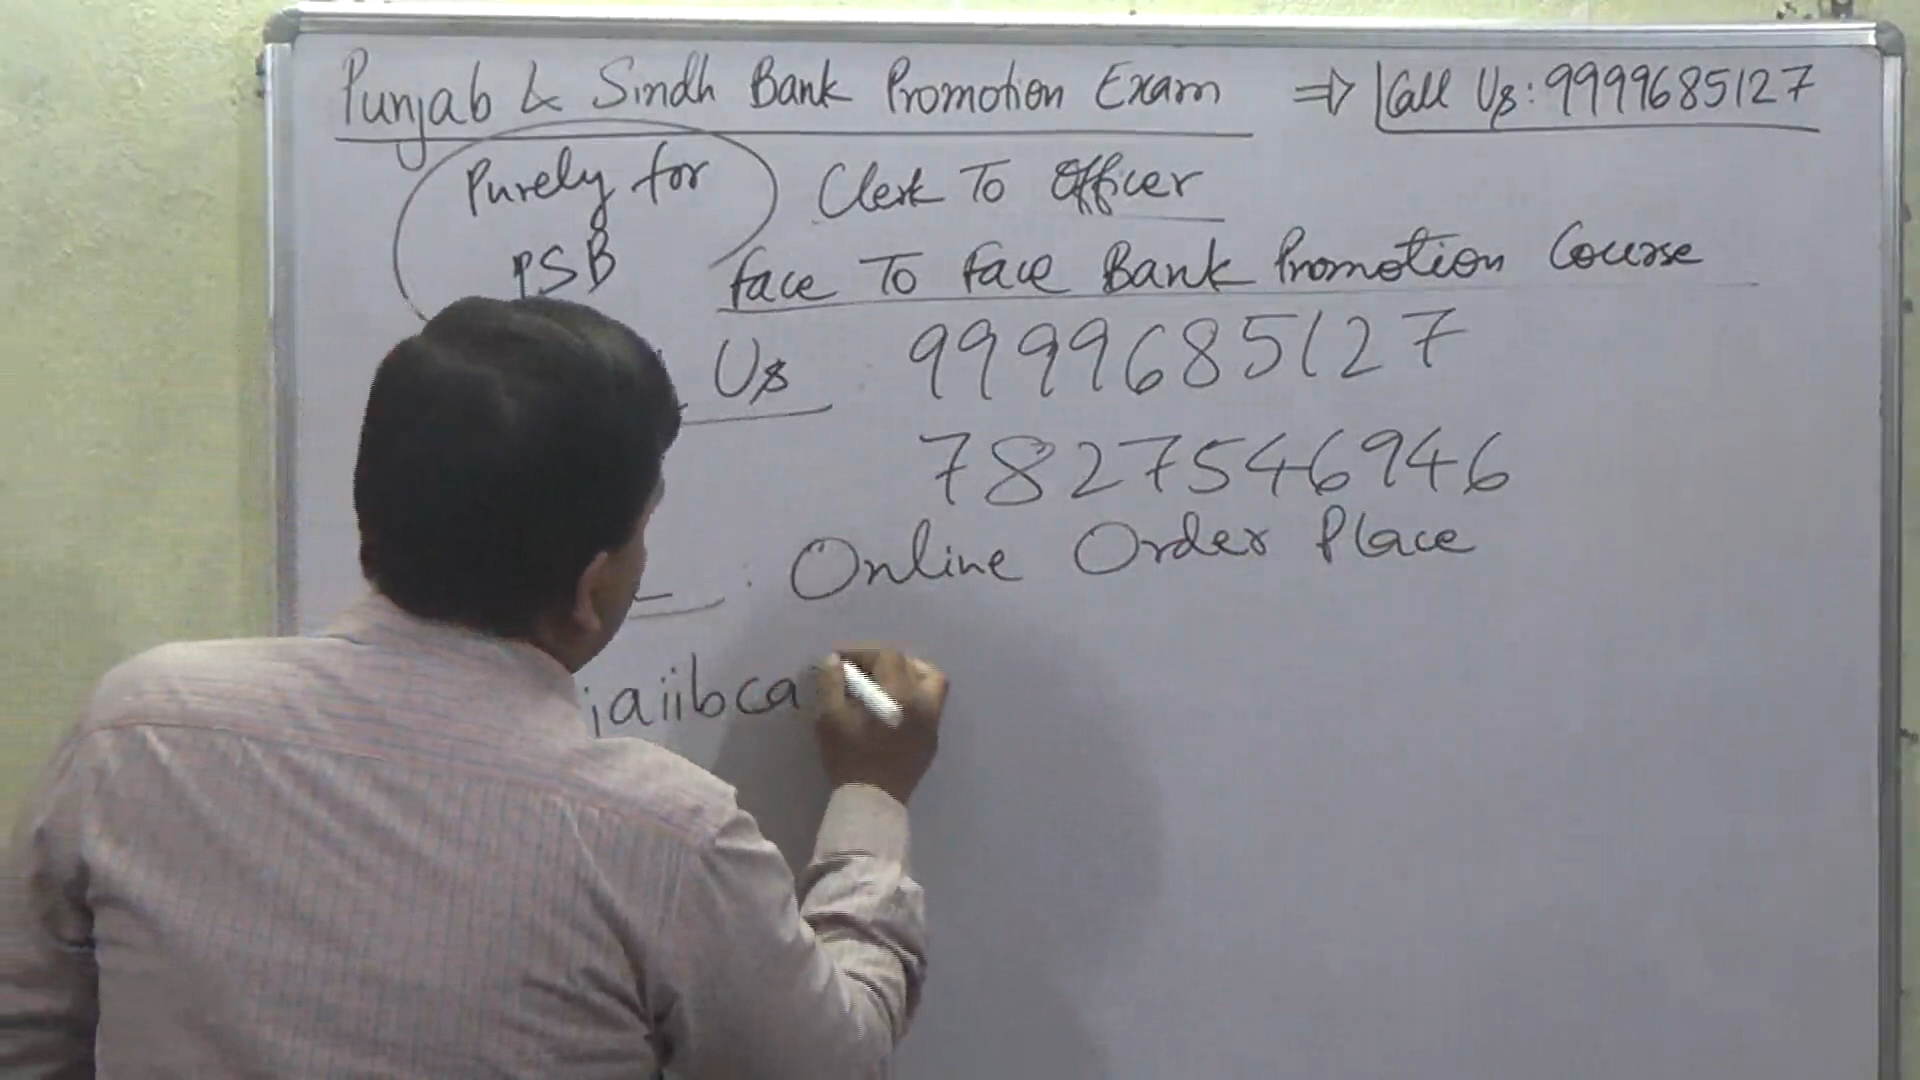 Punjab & Sindh Bank Promotion Exam => Call Us: 9999685127
Purely for
PSB
Clerk To Officer
Face To Face Bank Promotion Course
Us 9999685127
7827546946
Online Order Place
jaiibca